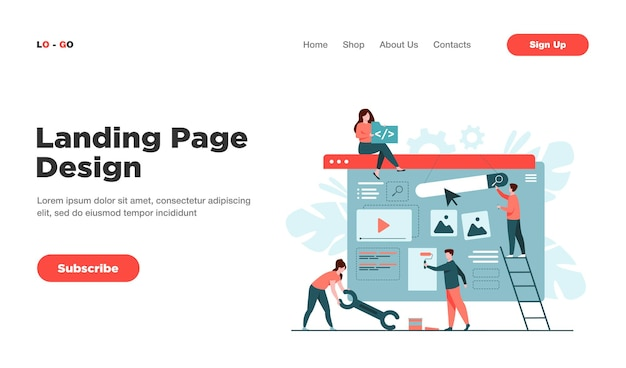 LO - GO
Home
Shop
About Us
Contacts
Sign Up
Landing Page
Design
Lorem ipsum dolor sit amet, consectetur
adipiscing elit, sed do eiusmod tempor
incididunt
Subscribe
</>